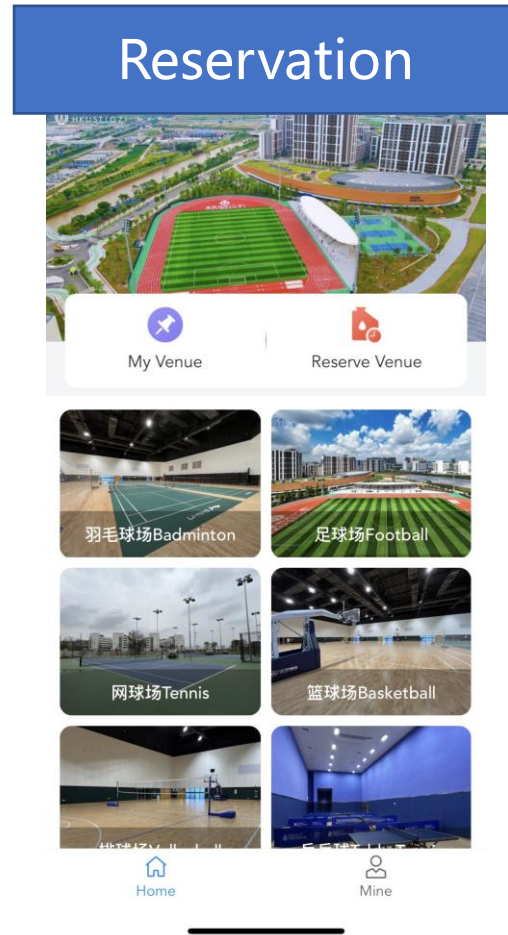 Reservation
HKUST(GZ)
My Venue
Reserve Venue
羽毛球场Badminton
足球场Football
网球场Tennis
篮球场Basketball
Home
Mine